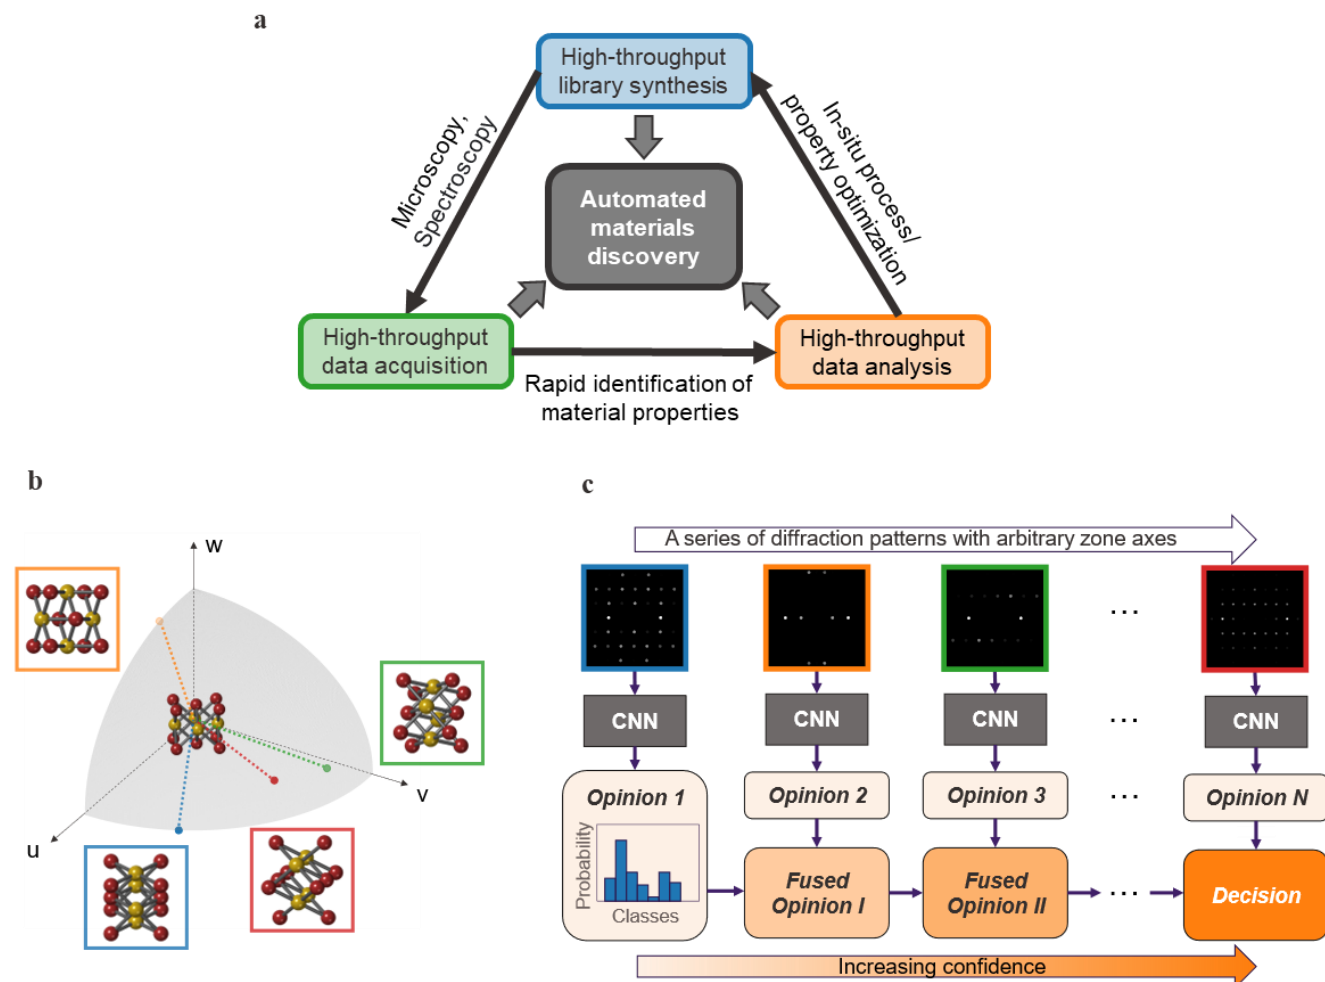 a
High-throughput
library synthesis
Microscopy,
Spectroscopy
In-situ process/
property optimization
Automated
materials
discovery
High-throughput
data acquisition
High-throughput
data analysis
Rapid identification of
material properties
b
w
v
u
c
A series of diffraction patterns with arbitrary zone axes
...
CNN
CNN
CNN
...
CNN
Opinion 1
Opinion 2
Opinion 3
...
Opinion N
Probability
Classes
Fused
Opinion I
Fused
Opinion II
...
Decision
Increasing confidence